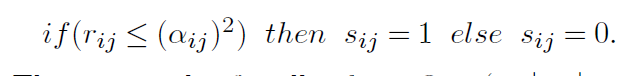 if(r_{ij} ≤ (α_{ij})²) then s_{ij} = 1 else s_{ij} = 0.